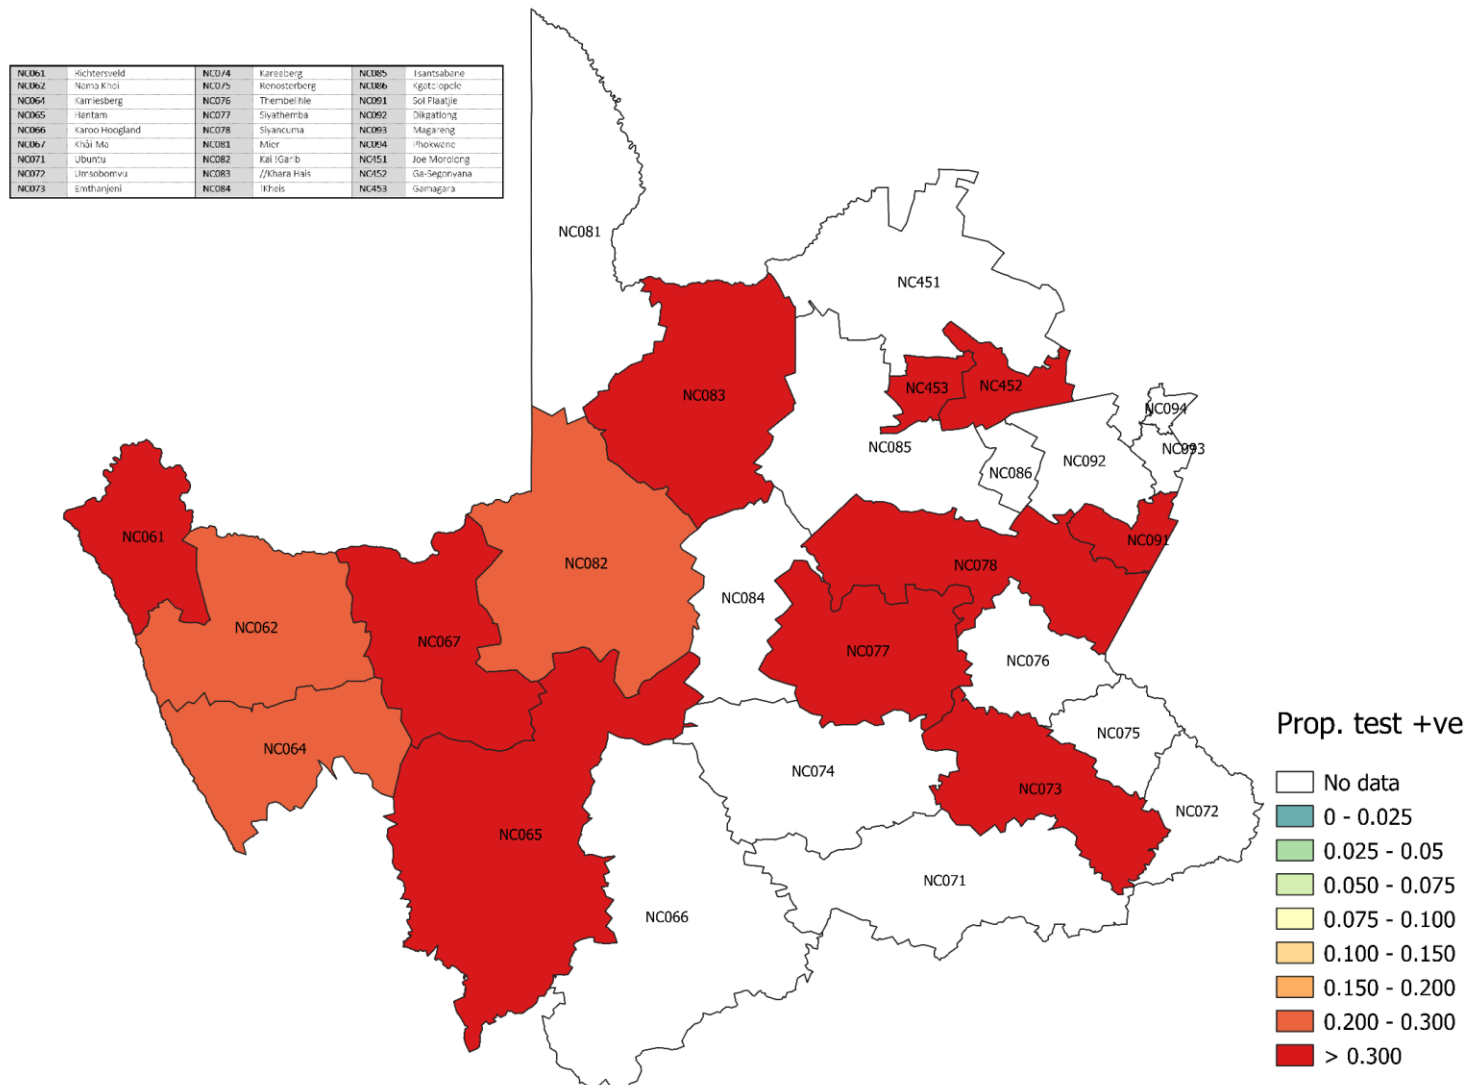 NC061 Richtersveld NC074 Kareeberg NC085 Tsantsabane
NC062 Nama Khoi NC075 Renosterberg NC086 Kgatelopele
NC064 Kamiesberg NC076 Thembelihle NC091 Sol Plaatjie
NC065 Hantam NC077 Siyathemba NC092 Dikgatlong
NC066 Karoo Hoogland NC078 Siyancuma NC093 Magareng
NC067 Khâi-Ma NC081 Mier NC094 Phokwane
NC071 Ubuntu NC082 Kai !Garib NC451 Joe Morolong
NC072 Umsobomvu NC083 //Khara Hais NC452 Ga-Segonyana
NC073 Emthanjeni NC084 !Kheis NC453 Gamagara
NC081
NC451
NC453
NC452
NC083
NC094
NC085
NC093
NC092
NC086
NC061
NC091
NC082
NC078
NC084
NC062
NC067
NC077
NC076
NC064
NC075
NC074
NC073
NC072
NC065
NC071
NC066
Prop. test +ve
No data
0 - 0.025
0.025 - 0.05
0.050 - 0.075
0.075 - 0.100
0.100 - 0.150
0.150 - 0.200
0.200 - 0.300
> 0.300